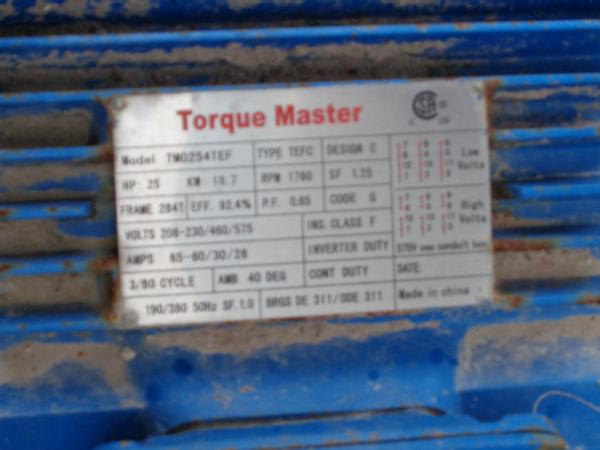 Torque Master
CSA
C US
Model TM0254TEF TYPE TEFC DESIGN C
HP: 25 KW: 18.7 RPM 1760 SF 1.25
FRAME 284T EFF. 92.4% P.F. 0.85 CODE G
VOLTS 208-230/460/575 INS. CLASS F
AMPS 65-60/30/26 INVERTER DUTY
3/60 CYCLE AMB 40 DEG CONT DUTY
190/380 50Hz SF.1.0 BRGS DE 311/ODE 311
Low
Volts
High
Volts
575V see conduit box
DATE:
Made in china